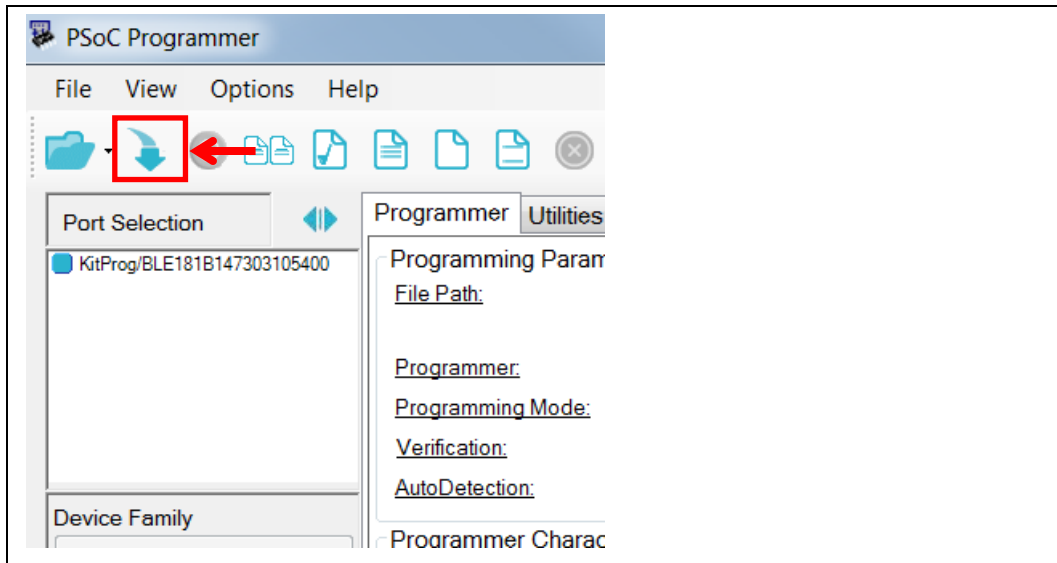 PSoC Programmer
File View Options Help
Port Selection
KitProg/BLE181B147303105400
Programmer Utilities
Programming Param
File Path:
Programmer:
Programming Mode:
Verification:
AutoDetection:
Device Family
Programmer Charac